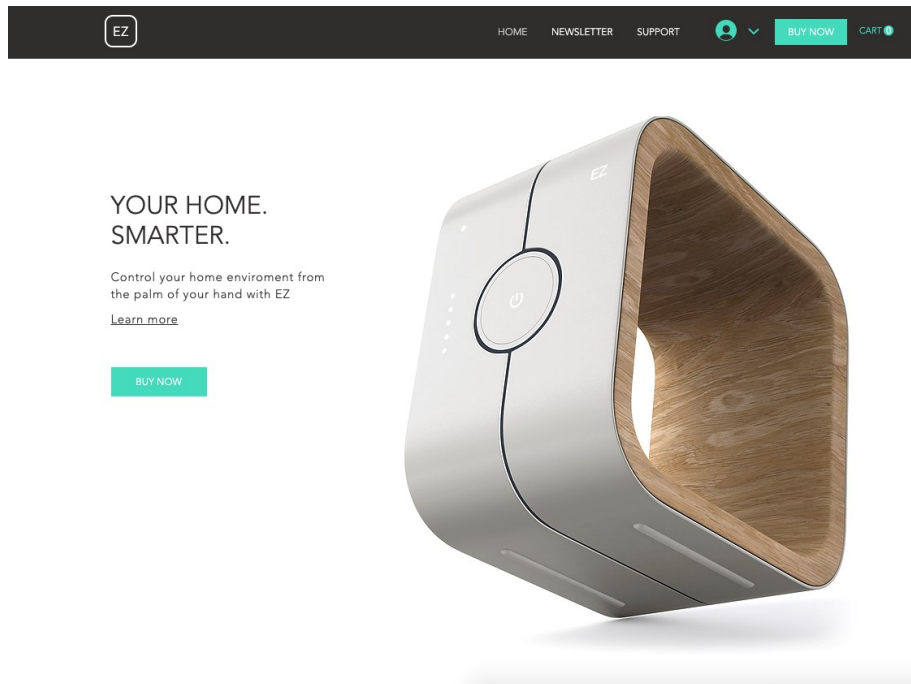 EZ
HOME NEWSLETTER SUPPORT BUY NOW CART 0
EZ
YOUR HOME.
SMARTER.
Control your home enviroment from
the palm of your hand with EZ
Learn more
BUY NOW